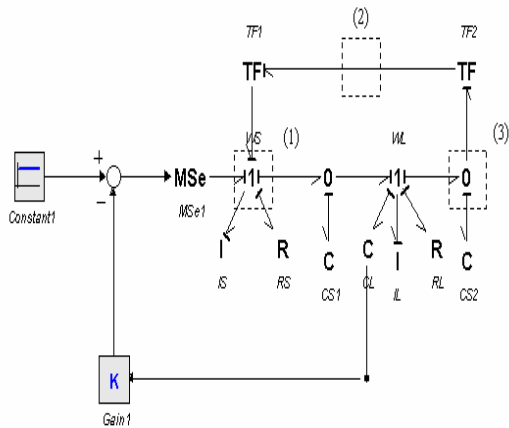 (2)
TF1
TF2
TF
TF
WS
(1)
WL
(3)
+
−
MSe
1
0
1
0
Constant1
MSe1
I
R
C
C
I
R
C
IS
RS
CS1
CL
IL
RL
CS2
K
Gain1